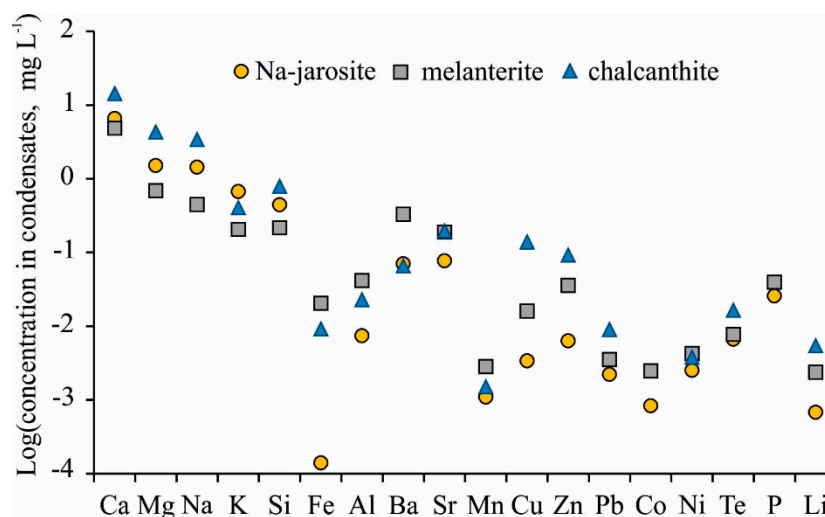 Log(concentration in condensates, mg L⁻¹)
2
1
0
-1
-2
-3
-4
Na-jarosite melanterite chalcanthite
Ca Mg Na K Si Fe Al Ba Sr Mn Cu Zn Pb Co Ni Te P Li